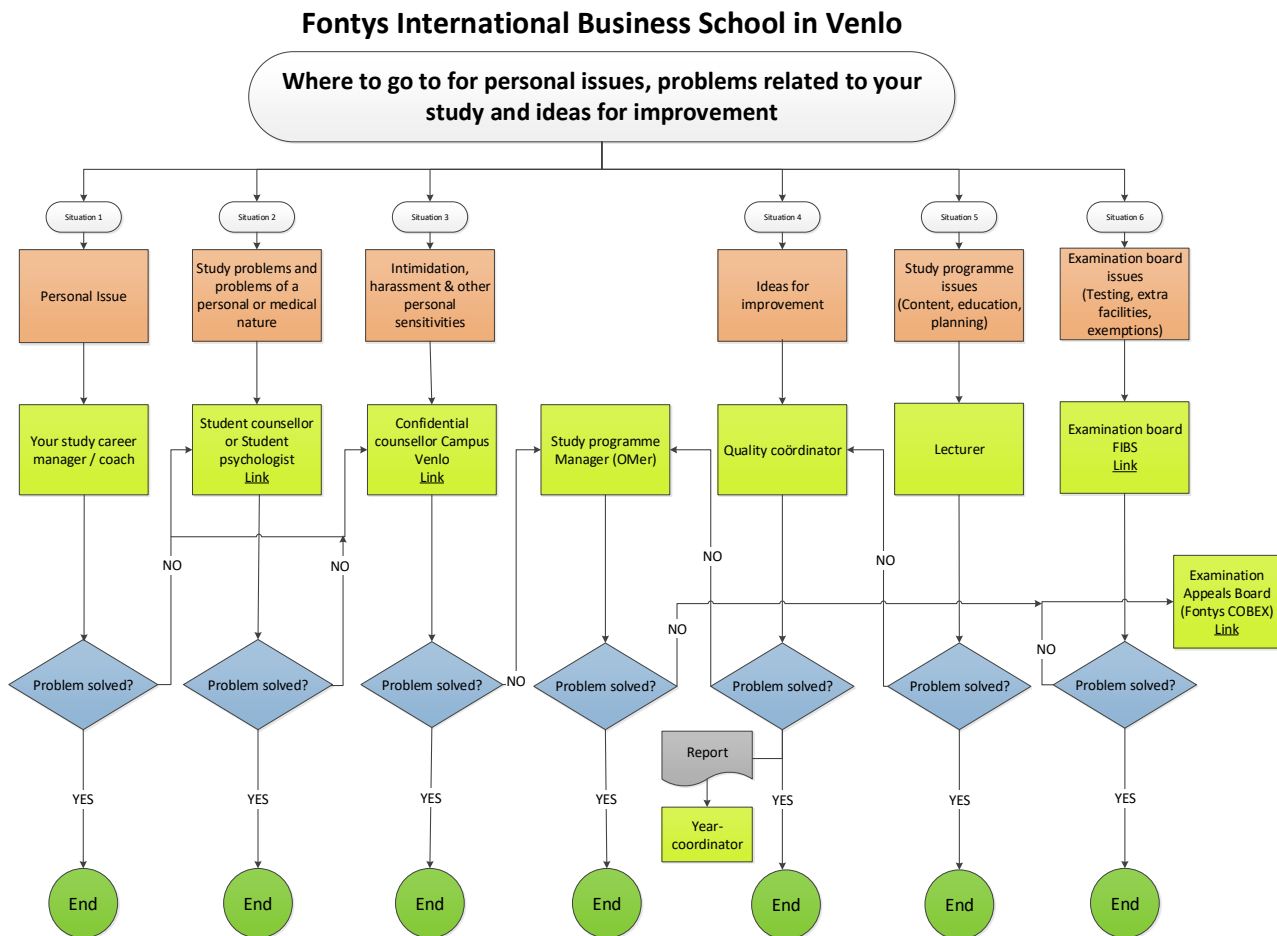 Fontys International Business School in Venlo
Where to go to for personal issues, problems related to your
study and ideas for improvement
Situation 1
Situation 2
Situation 3
Situation 4
Situation 5
Situation 6
Personal Issue
Study problems and
problems of a
personal or medical
nature
Intimidation,
harassment & other
personal
sensitivities
Ideas for
improvement
Study programme
issues
(Content, education,
planning)
Examination board
issues
(Testing, extra
facilities,
exemptions)
Your study career
manager / coach
Student counsellor
or Student
psychologist
Link
Confidential
counsellor Campus
Venlo
Link
Study programme
Manager (OMer)
Quality coördinator
Lecturer
Examination board
FIBS
Link
NO
NO
NO
NO
Examination
Appeals Board
(Fontys COBEX)
Link
NO
NO
NO
Problem solved?
Problem solved?
Problem solved?
Problem solved?
Problem solved?
Problem solved?
Problem solved?
Report
Year-
coordinator
YES
YES
YES
YES
YES
YES
YES
End
End
End
End
End
End
End